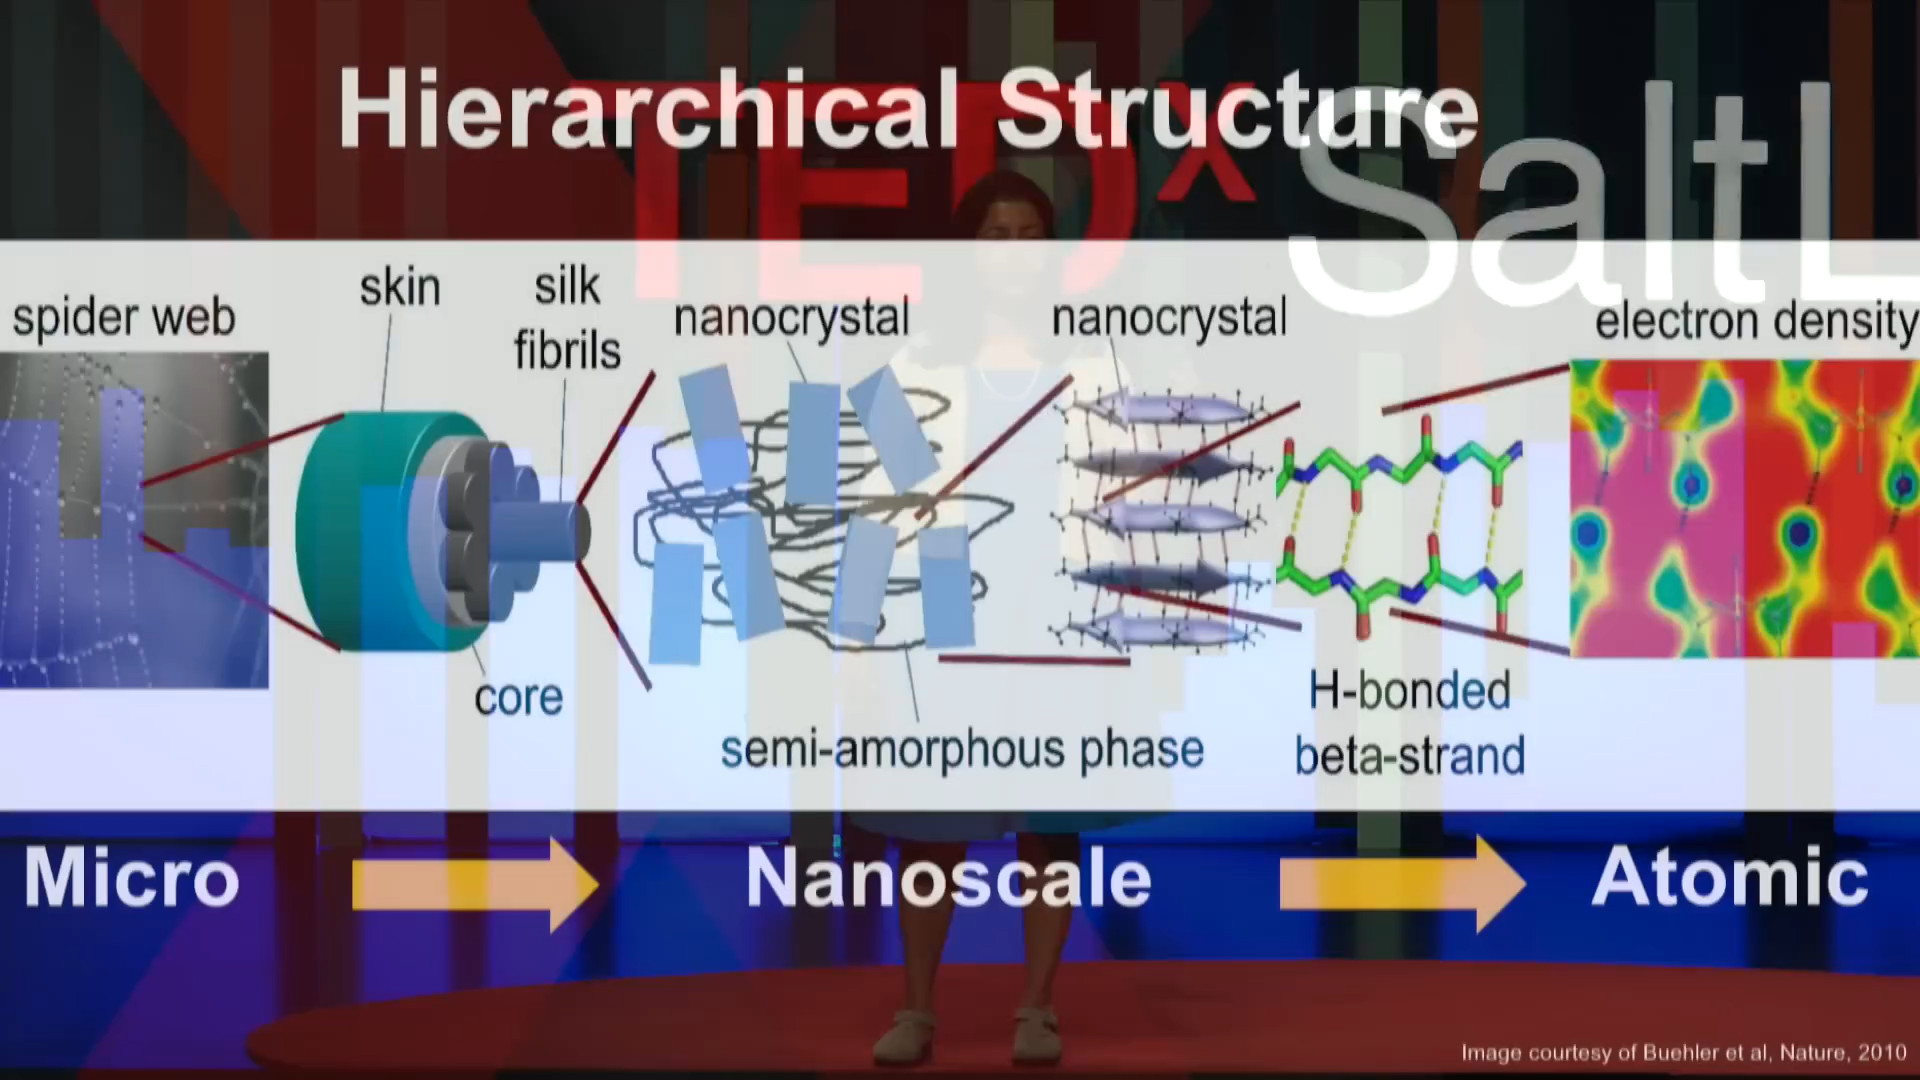 Hierarchical Structure
TEDx SaltL
spider web
skin
silk
fibrils
nanocrystal
nanocrystal
electron density
core
semi-amorphous phase
H-bonded
beta-strand
Micro
Nanoscale
Atomic
Image courtesy of Buehler et al, Nature, 2010